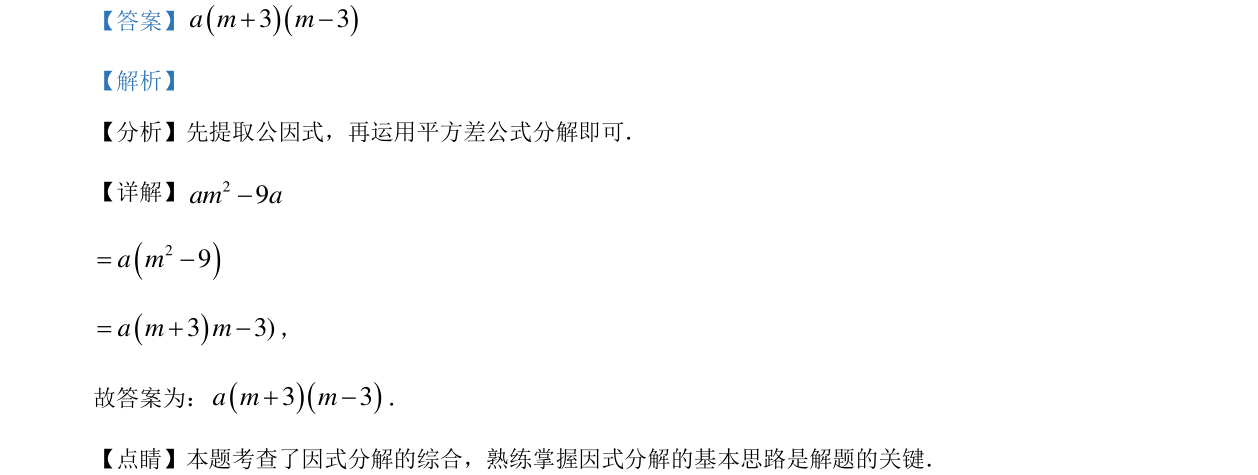 【答案】a(m+3)(m−3)
【解析】
【分析】先提取公因式，再运用平方差公式分解即可．
【详解】am²−9a
=a(m²−9)
=a(m+3)m−3)，
故答案为：a(m+3)(m−3)．
【点睛】本题考查了因式分解的综合，熟练掌握因式分解的基本思路是解题的关键．